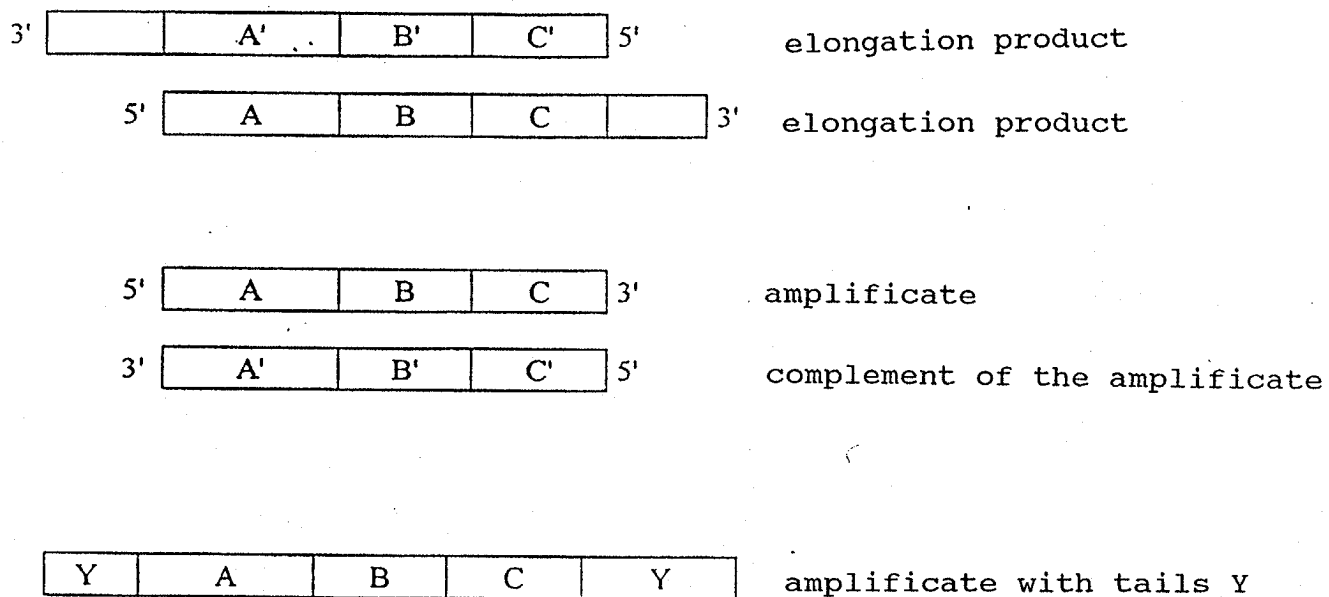 3' A' B' C' 5' elongation product
5' A B C 3' elongation product
5' A B C 3' amplificate
3' A' B' C' 5' complement of the amplificate
Y A B C Y amplificate with tails Y